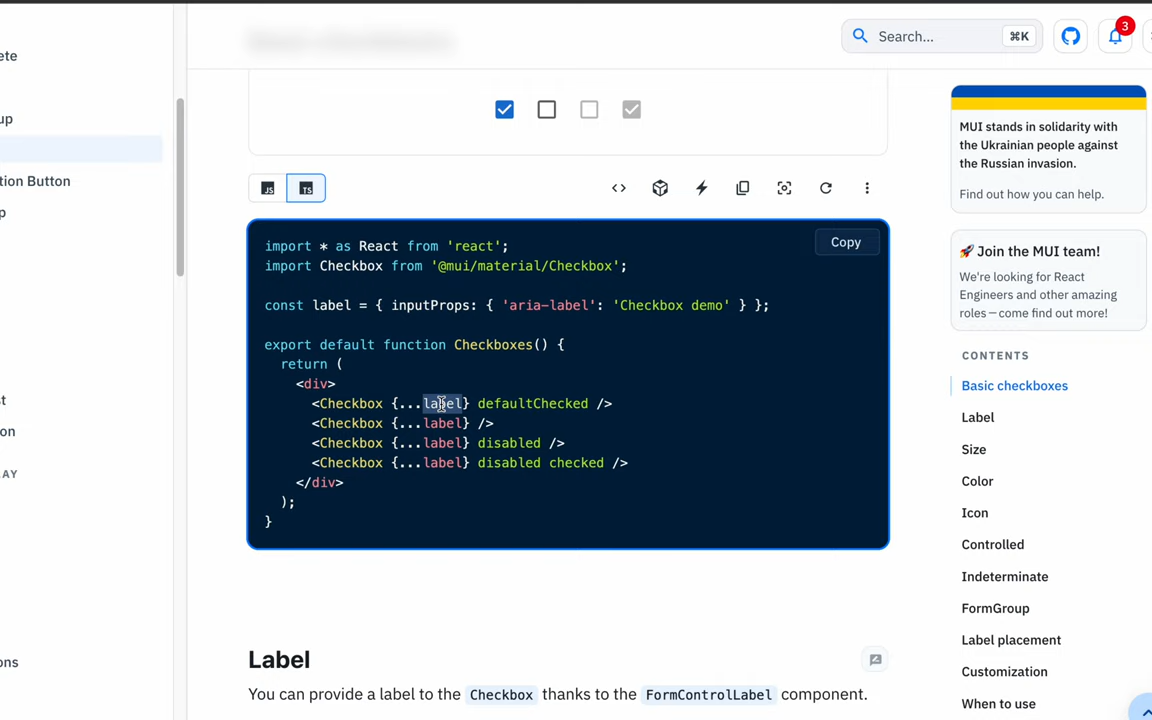 Search...
⌘K
3
ete
up
tion Button
p
st
ion
LAY
ons
JS
TS
Copy
import * as React from 'react';
import Checkbox from '@mui/material/Checkbox';
const label = { inputProps: { 'aria-label': 'Checkbox demo' } };
export default function Checkboxes() {
return (
<div>
<Checkbox {...label} defaultChecked />
<Checkbox {...label} />
<Checkbox {...label} disabled />
<Checkbox {...label} disabled checked />
</div>
);
}
Label
You can provide a label to the Checkbox thanks to the FormControlLabel component.
MUI stands in solidarity with
the Ukrainian people against
the Russian invasion.
Find out how you can help.
🚀 Join the MUI team!
We're looking for React
Engineers and other amazing
roles — come find out more!
CONTENTS
Basic checkboxes
Label
Size
Color
Icon
Controlled
Indeterminate
FormGroup
Label placement
Customization
When to use